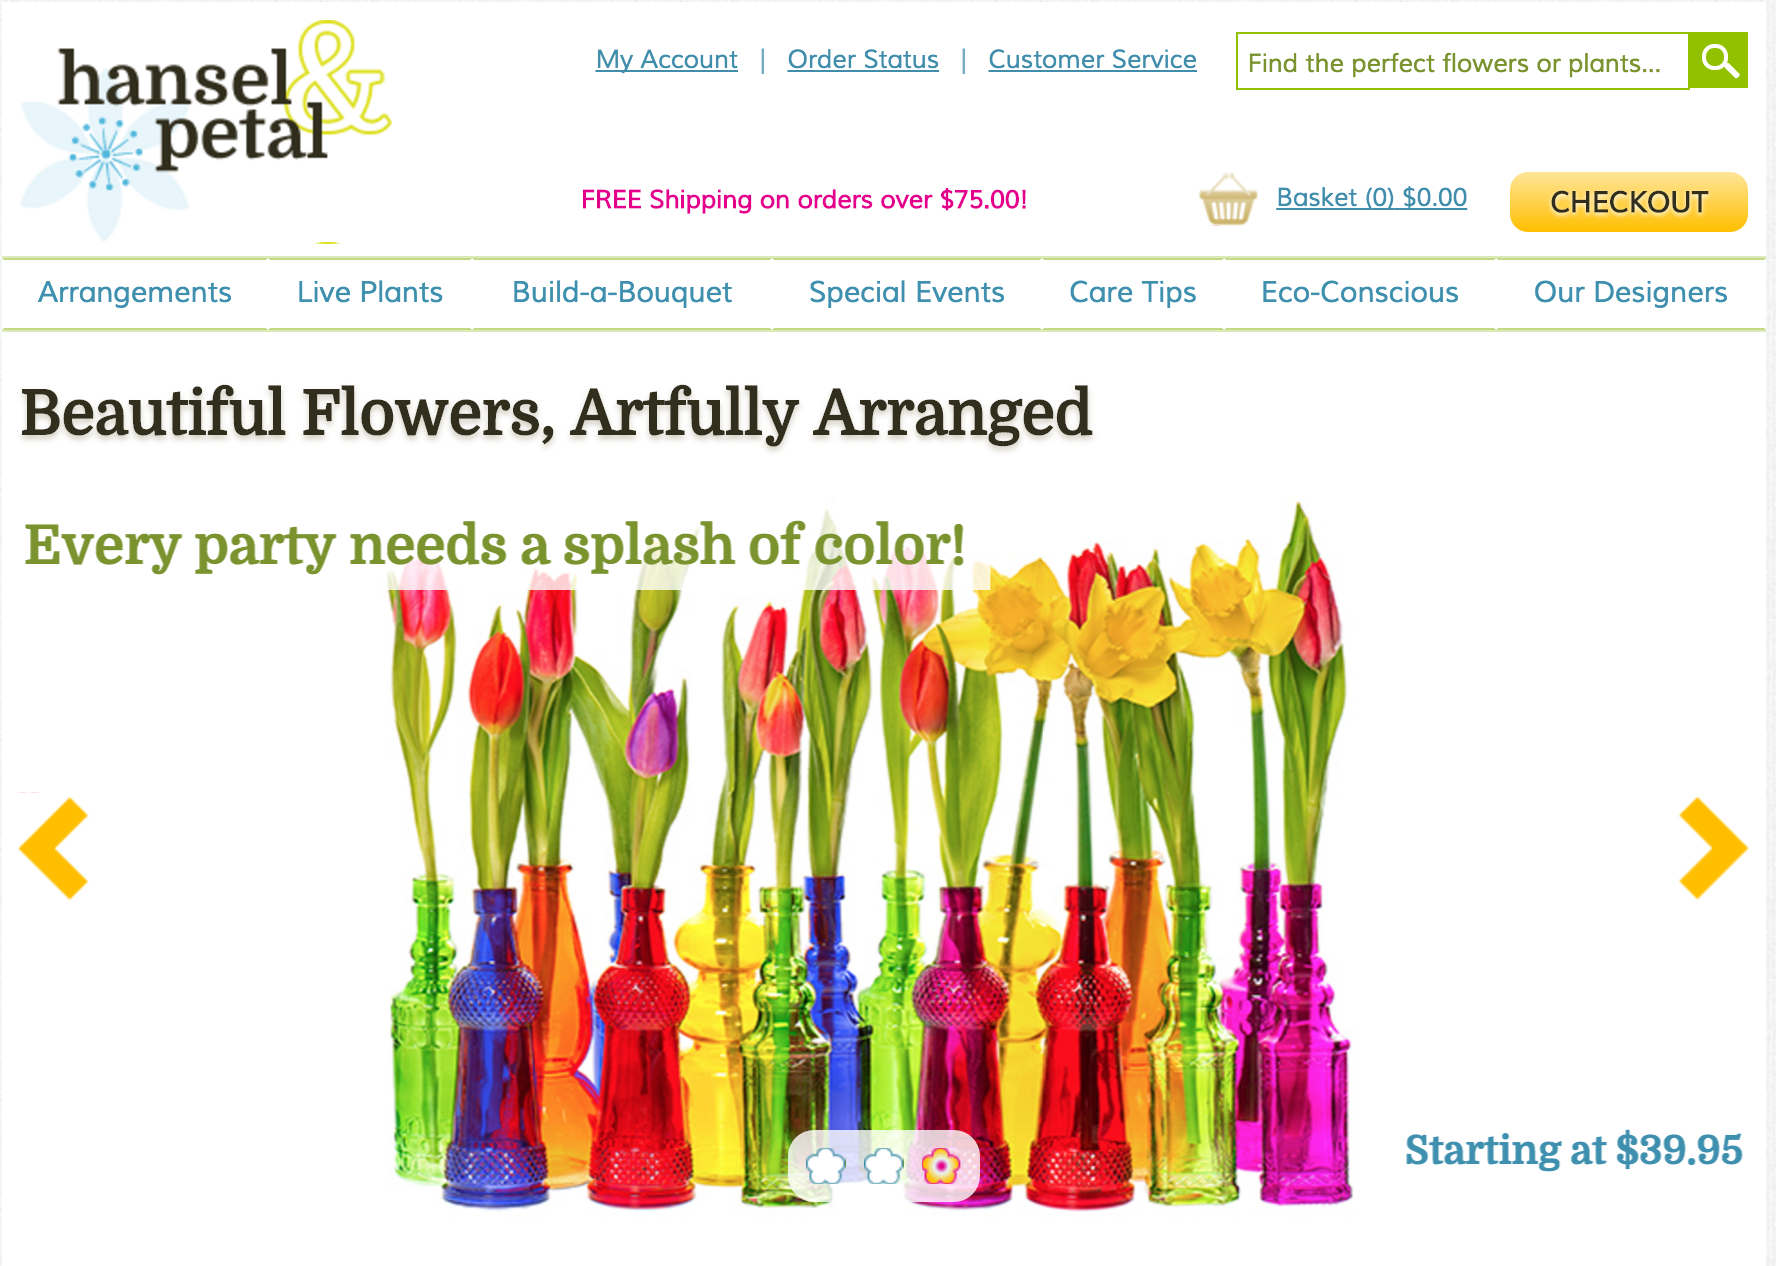 hansel &
petal
My Account | Order Status | Customer Service
Find the perfect flowers or plants...
FREE Shipping on orders over $75.00!
Basket (0) $0.00
CHECKOUT
Arrangements
Live Plants
Build-a-Bouquet
Special Events
Care Tips
Eco-Conscious
Our Designers
Beautiful Flowers, Artfully Arranged
Every party needs a splash of color!
Starting at $39.95